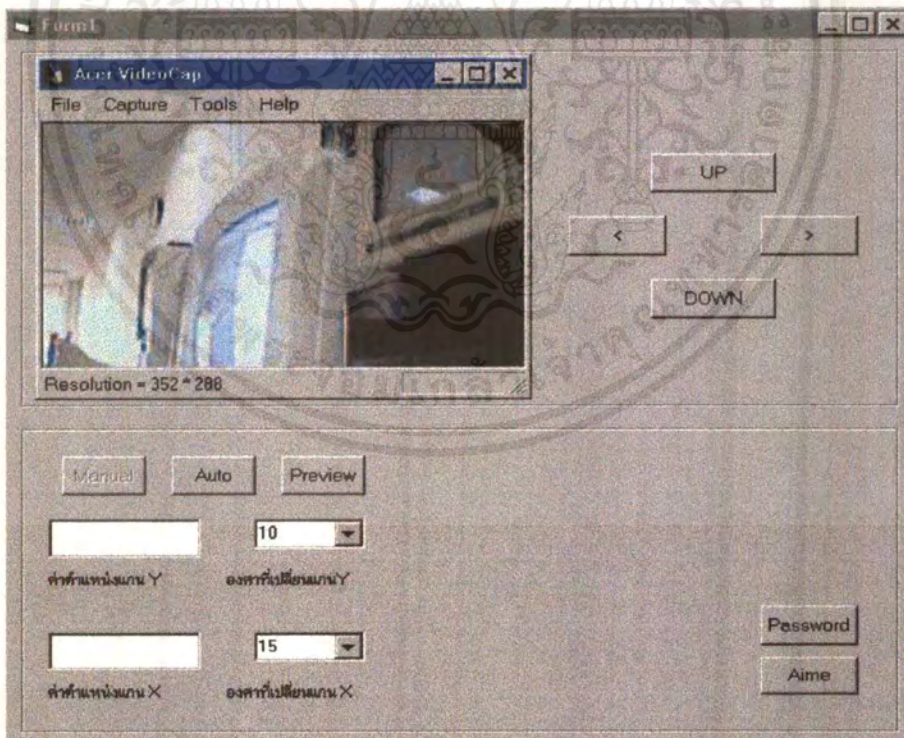 Form1
Acer VideoCap
File Capture Tools Help
Resolution = 352 * 288
UP
< >
DOWN
Manual Auto Preview
10
ค่าตำแหน่งแกน Y องศาที่เปลี่ยนแกนY
15
ค่าตำแหน่งแกน X องศาที่เปลี่ยนแกน X
Password
Aime